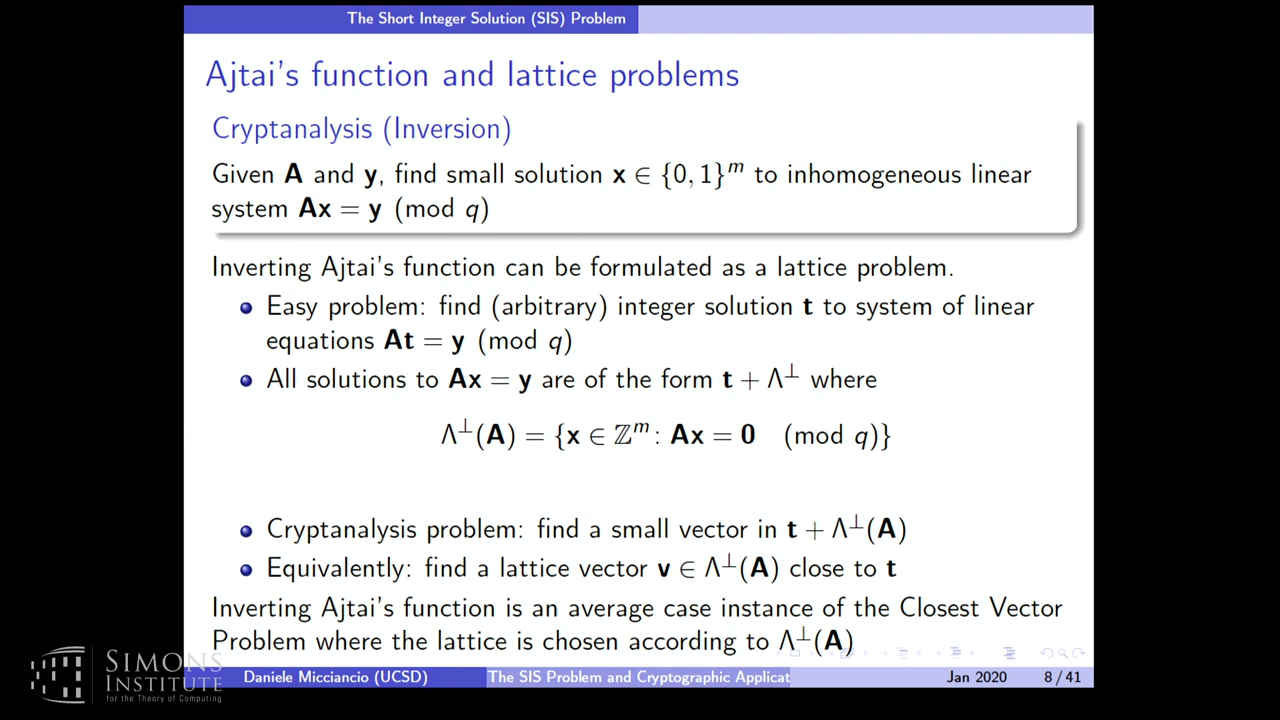 The Short Integer Solution (SIS) Problem
Ajtai's function and lattice problems
Cryptanalysis (Inversion)
Given A and y, find small solution x ∈ {0, 1}^m to inhomogeneous linear
system Ax = y (mod q)
Inverting Ajtai's function can be formulated as a lattice problem.
Easy problem: find (arbitrary) integer solution t to system of linear
equations At = y (mod q)
All solutions to Ax = y are of the form t + Λ^⊥ where
Λ^⊥(A) = {x ∈ ℤ^m : Ax = 0 (mod q)}
Cryptanalysis problem: find a small vector in t + Λ^⊥(A)
Equivalently: find a lattice vector v ∈ Λ^⊥(A) close to t
Inverting Ajtai's function is an average case instance of the Closest Vector
Problem where the lattice is chosen according to Λ^⊥(A)
SIMONS
INSTITUTE
for the Theory of Computing
Daniele Micciancio (UCSD) The SIS Problem and Cryptographic Applicat Jan 2020 8 / 41